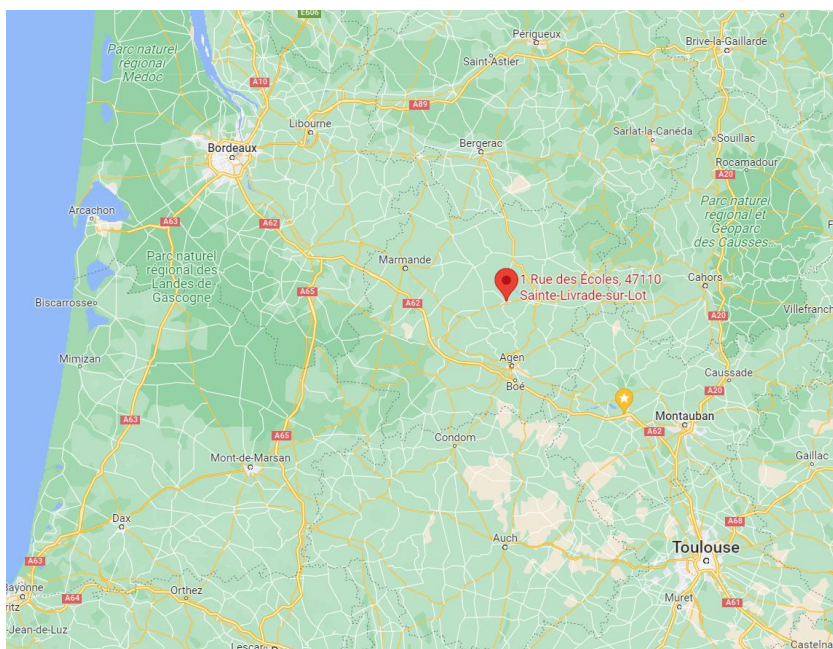 E606
Périgueux
Brive-la-Gaillarde
Parc naturel
régional
Médoc
Saint-Astier
A10
A89
Libourne
Sarlat-la-Canéda
Souillac
Bordeaux
Bergerac
Rocamadour
A20
Arcachon
A63
A62
Parc naturel
régional et
Géoparc
des Causses...
Parc naturel
régional des
Landes de
Gascogne
Marmande
Cahors
1 Rue des Écoles, 47110
Sainte-Livrade-sur-Lot
A65
A62
Biscarrosse
Villefranch
A20
Mimizan
Agen
Boé
Caussade
A20
A63
Montauban
A62
A65
Condom
Mont-de-Marsan
Gaillac
Dax
A68
Auch
Toulouse
A63
Bayonne
ritz
A64
Orthez
Muret
A61
-Jean-de-Luz
Lescar
Castelna